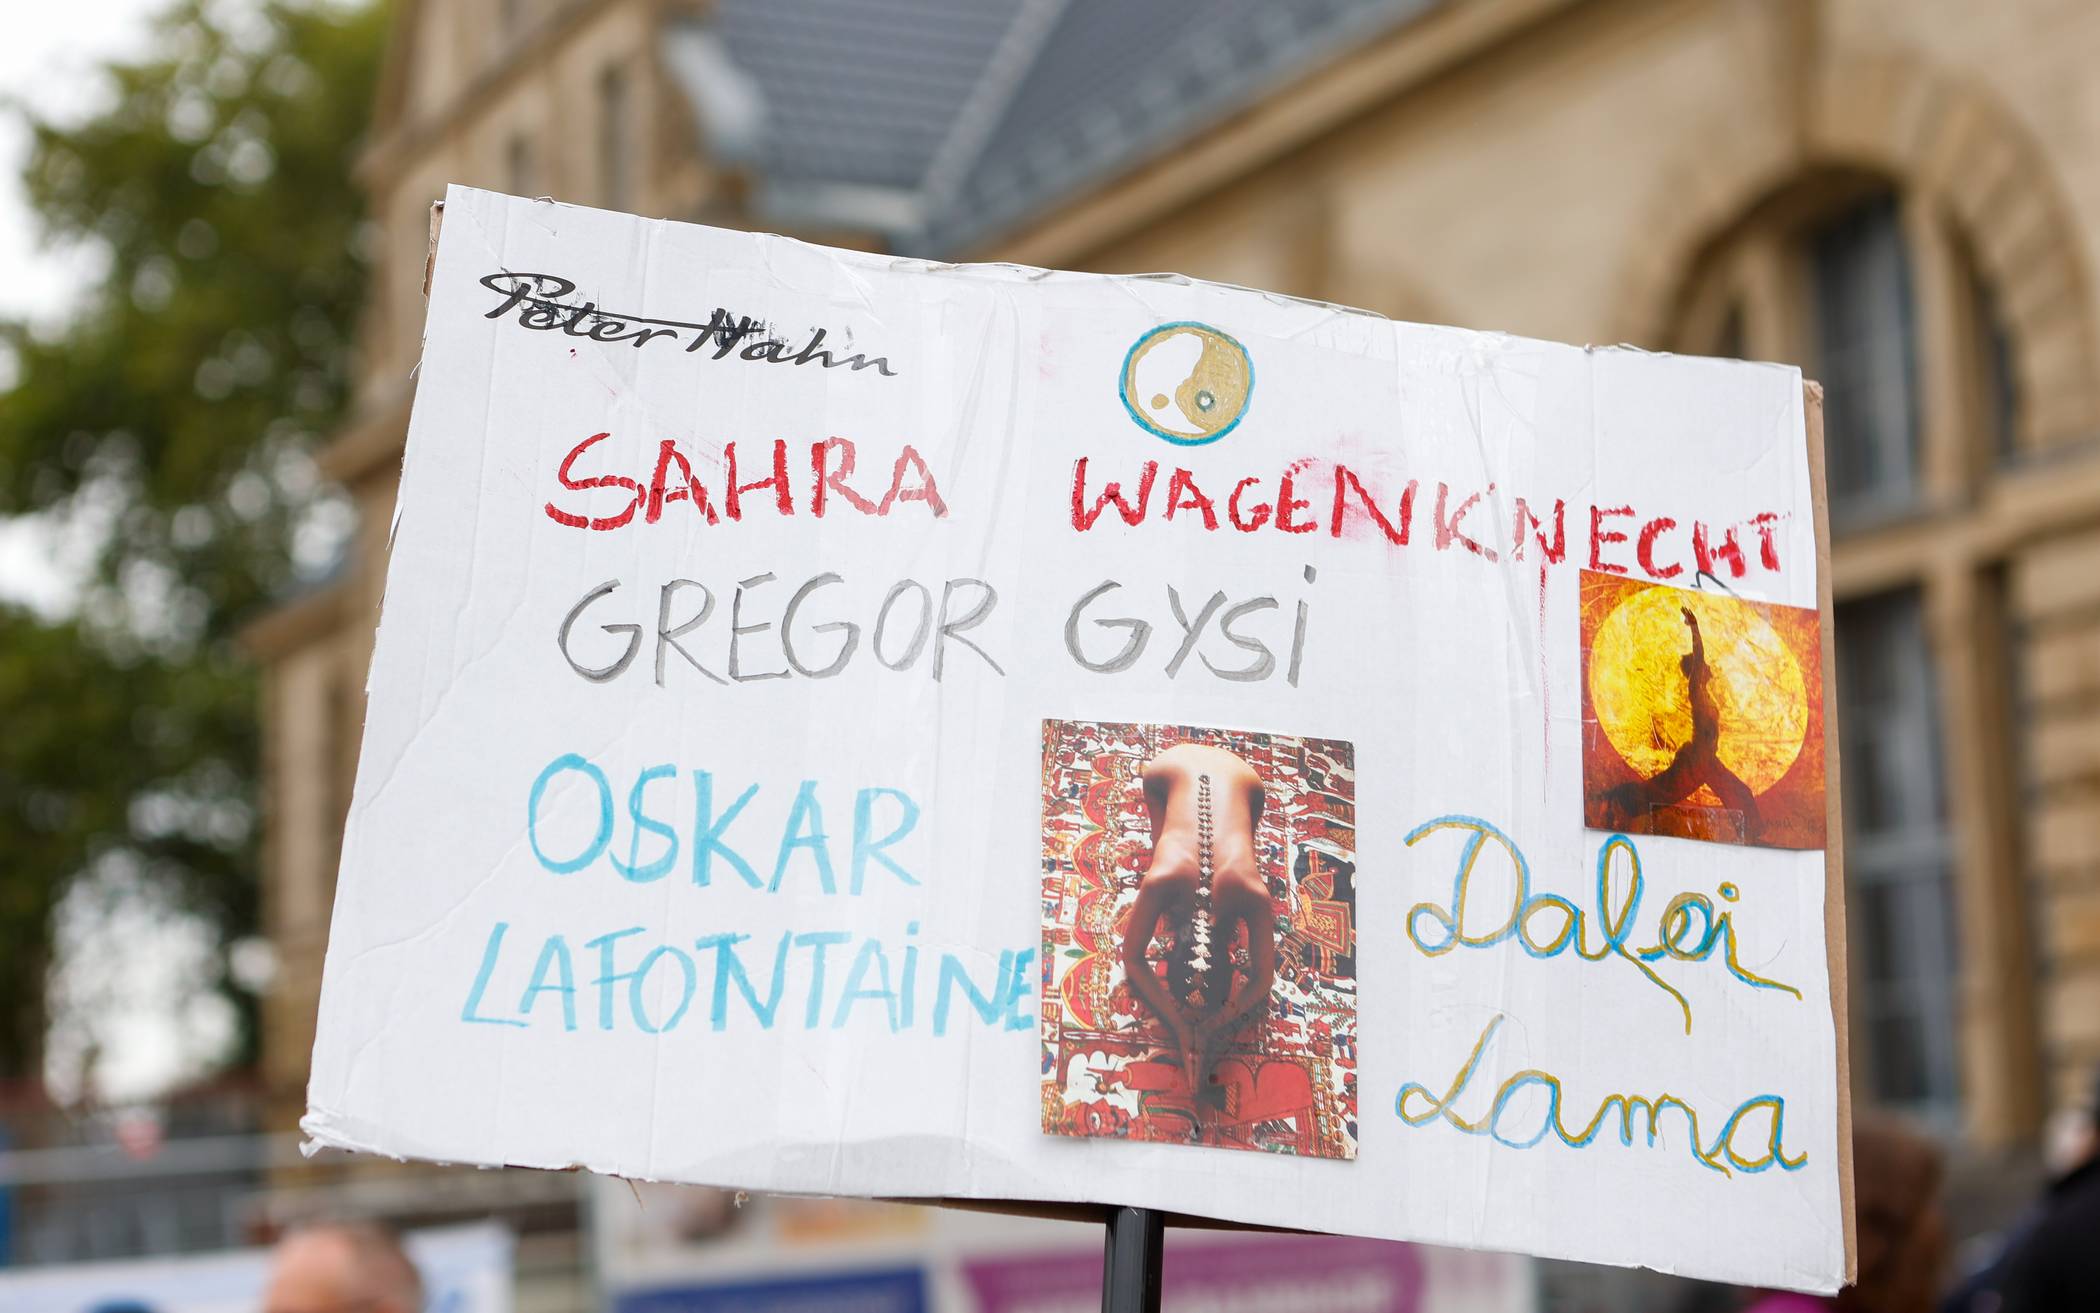 Peter Hahn
SAHRA WAGENKNECHT
GREGOR GYSi
OSKAR
LAFONTAiNE
Dalai
Lama